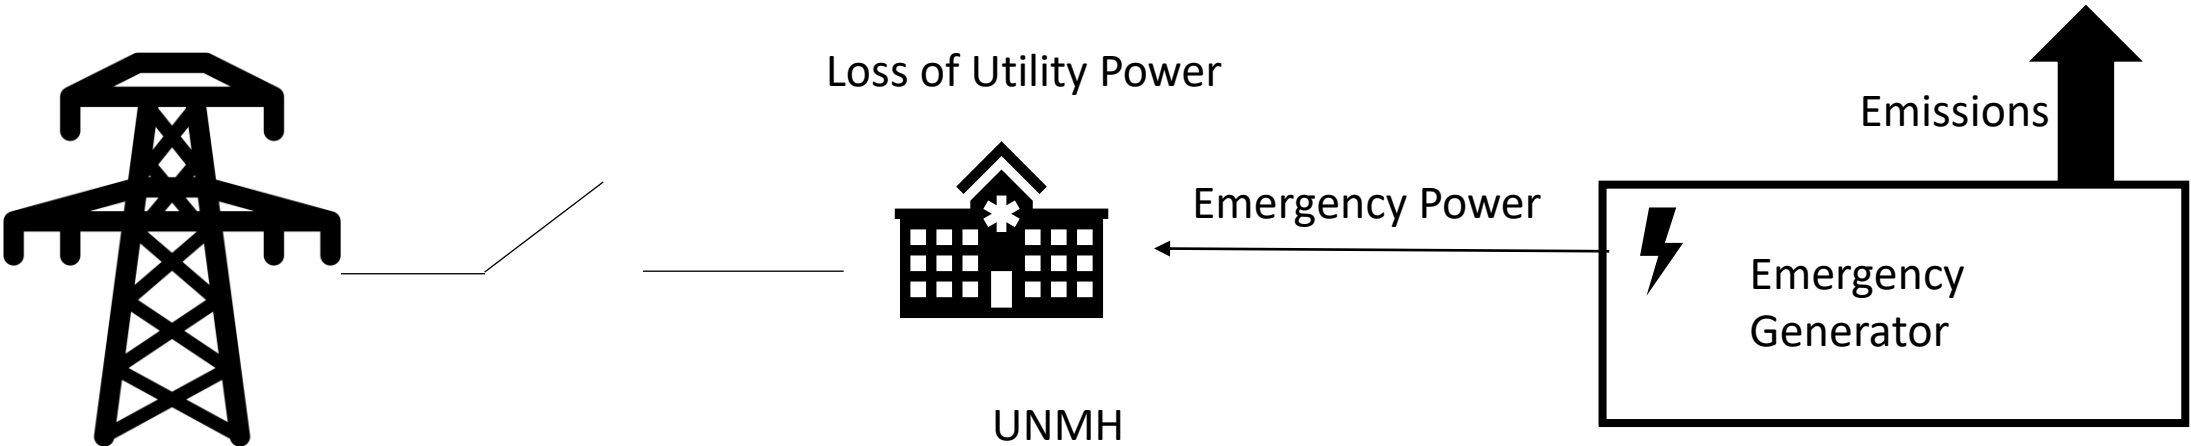 Loss of Utility Power
Emissions
Emergency Power
Emergency
Generator
UNMH